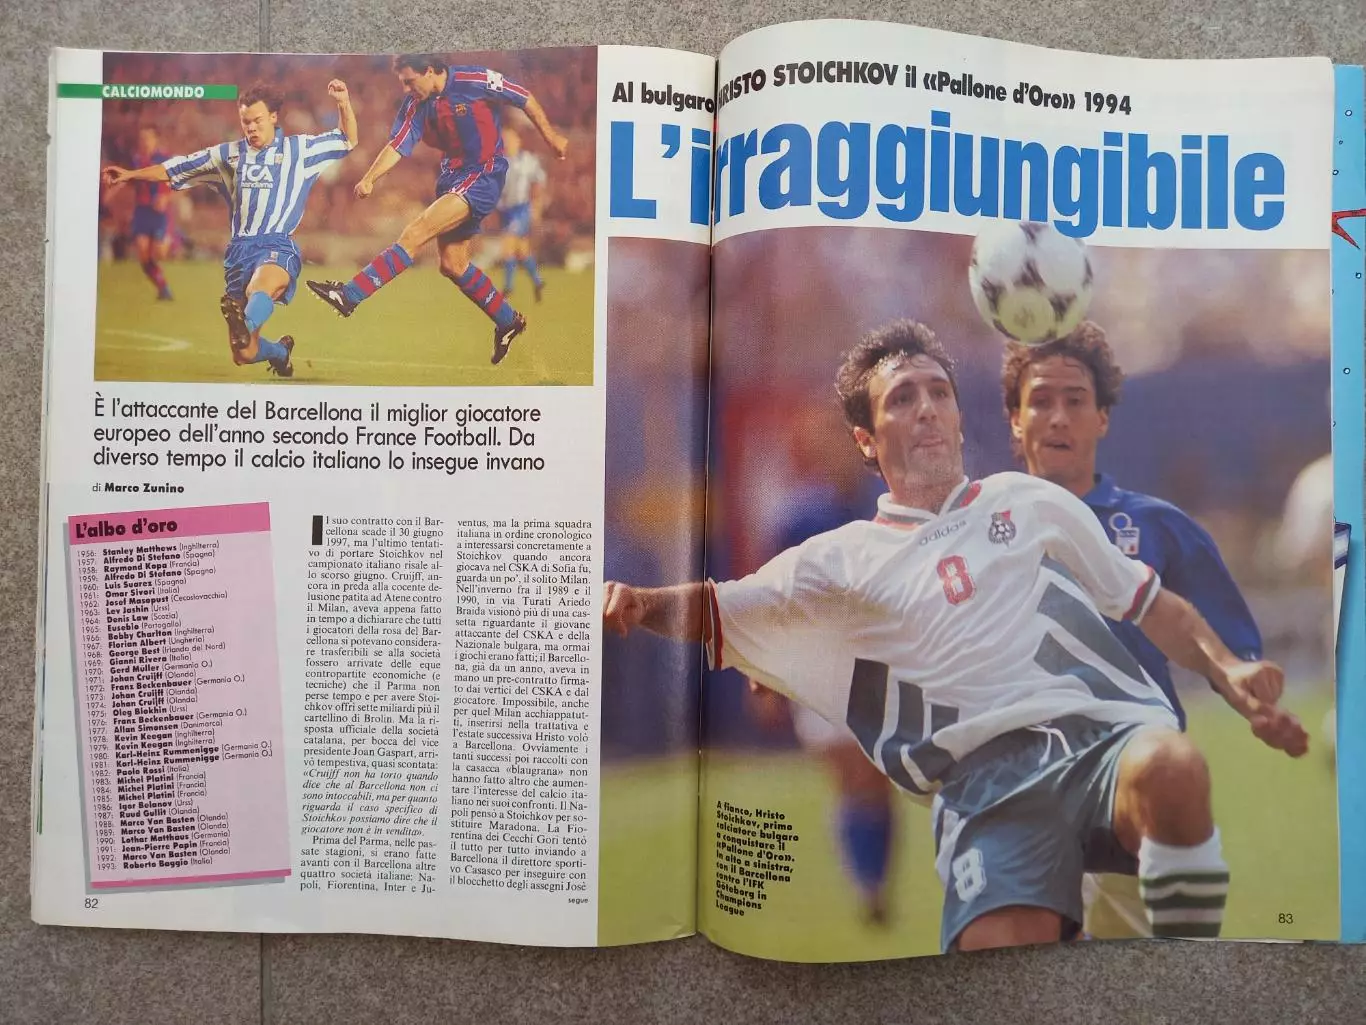 CALCIOMONDO
ICA
handlarna
È l'attaccante del Barcellona il miglior giocatore
europeo dell'anno secondo France Football. Da
diverso tempo il calcio italiano lo insegue invano
di Marco Zunino
L'albo d'oro
1956: Stanley Matthews (Inghilterra)
1957: Alfredo Di Stefano (Spagna)
1958: Raymond Kopa (Francia)
1959: Alfredo Di Stefano (Spagna)
1960: Luis Suarez (Spagna)
1961: Omar Sivori (Italia)
1962: Josef Masopust (Cecoslovacchia)
1963: Lev Jashin (Urss)
1964: Denis Law (Scozia)
1965: Eusebio (Portogallo)
1966: Bobby Charlton (Inghilterra)
1967: Florian Albert (Ungheria)
1968: George Best (Irlanda del Nord)
1969: Gianni Rivera (Italia)
1970: Gerd Müller (Germania O.)
1971: Johan Cruijff (Olanda)
1972: Franz Beckenbauer (Germania O.)
1973: Johan Cruijff (Olanda)
1974: Johan Cruijff (Olanda)
1975: Oleg Blokhin (Urss)
1976: Franz Beckenbauer (Germania O.)
1977: Allan Simonsen (Danimarca)
1978: Kevin Keegan (Inghilterra)
1979: Kevin Keegan (Inghilterra)
1980: Karl-Heinz Rummenigge (Germania O.)
1981: Karl-Heinz Rummenigge (Germania O.)
1982: Paolo Rossi (Italia)
1983: Michel Platini (Francia)
1984: Michel Platini (Francia)
1985: Michel Platini (Francia)
1986: Igor Belanov (Urss)
1987: Ruud Gullit (Olanda)
1988: Marco Van Basten (Olanda)
1989: Marco Van Basten (Olanda)
1990: Lothar Matthäus (Germania)
1991: Jean-Pierre Papin (Francia)
1992: Marco Van Basten (Olanda)
1993: Roberto Baggio (Italia)
Il suo contratto con il Bar-
cellona scade il 30 giugno
1997, ma l'ultimo tentati-
vo di portare Stoichkov nel
campionato italiano risale al-
lo scorso giugno. Cruijff, an-
cora in preda alla cocente de-
lusione patita ad Atene contro
il Milan, aveva appena fatto
in tempo a dichiarare che tutti
i giocatori della rosa del Bar-
cellona si potevano considera-
re trasferibili se alla società
fossero arrivate delle eque
contropartite economiche (e
tecniche) che il Parma non
perse tempo e per avere Stoi-
chkov offrì sette miliardi più il
cartellino di Brolin. Ma la ri-
sposta ufficiale della società
catalana, per bocca del vice
presidente Joan Gaspart, arri-
vò tempestiva, quasi scontata:
«Cruijff non ha torto quando
dice che al Barcellona non ci
sono intoccabili, ma per quanto
riguarda il caso specifico di
Stoichkov possiamo dire che il
giocatore non è in vendita».
Prima del Parma, nelle pas-
sate stagioni, si erano fatte
avanti con il Barcellona altre
quattro società italiane: Na-
poli, Fiorentina, Inter e Ju-
ventus, ma la prima squadra
italiana in ordine cronologico
a interessarsi concretamente a
Stoichkov quando ancora
giocava nel CSKA di Sofia fu,
guarda un po', il solito Milan.
Nell'inverno fra il 1989 e il
1990, in via Turati Ariedo
Braida visionò più di una cas-
setta riguardante il giovane
attaccante del CSKA e della
Nazionale bulgara, ma ormai
i giochi erano fatti; il Barcello-
na, già da un anno, aveva in
mano un pre-contratto firma-
to dai vertici del CSKA e dal
giocatore. Impossibile, anche
per quel Milan acchiappatut-
to, inserirsi nella trattativa e
l'estate successiva Hristo volò
a Barcellona. Ovviamente i
tanti successi poi ottenuti con
la casacca «blaugrana» non
hanno fatto altro che aumen-
tare l'interesse del calcio ita-
liano nei suoi confronti. Il Na-
poli pensò a Stoichkov per so-
stituire Maradona. La Fio-
rentina dei Cecchi Gori tentò
il tutto per tutto inviando a
Barcellona il direttore sporti-
vo Casasco per inseguire con
il blocchetto degli assegni José
segue
82
Al bulgaro HRISTO STOICHKOV il «Pallone d'Oro» 1994
L'irraggiungibile
adidas
8
8
A fianco, Hristo
Stoichkov, primo
calciatore bulgaro
a conquistare il
«Pallone d'Oro».
In alto a sinistra,
con il Barcellona
contro l'IFK
Göteborg in
Champions
League
83